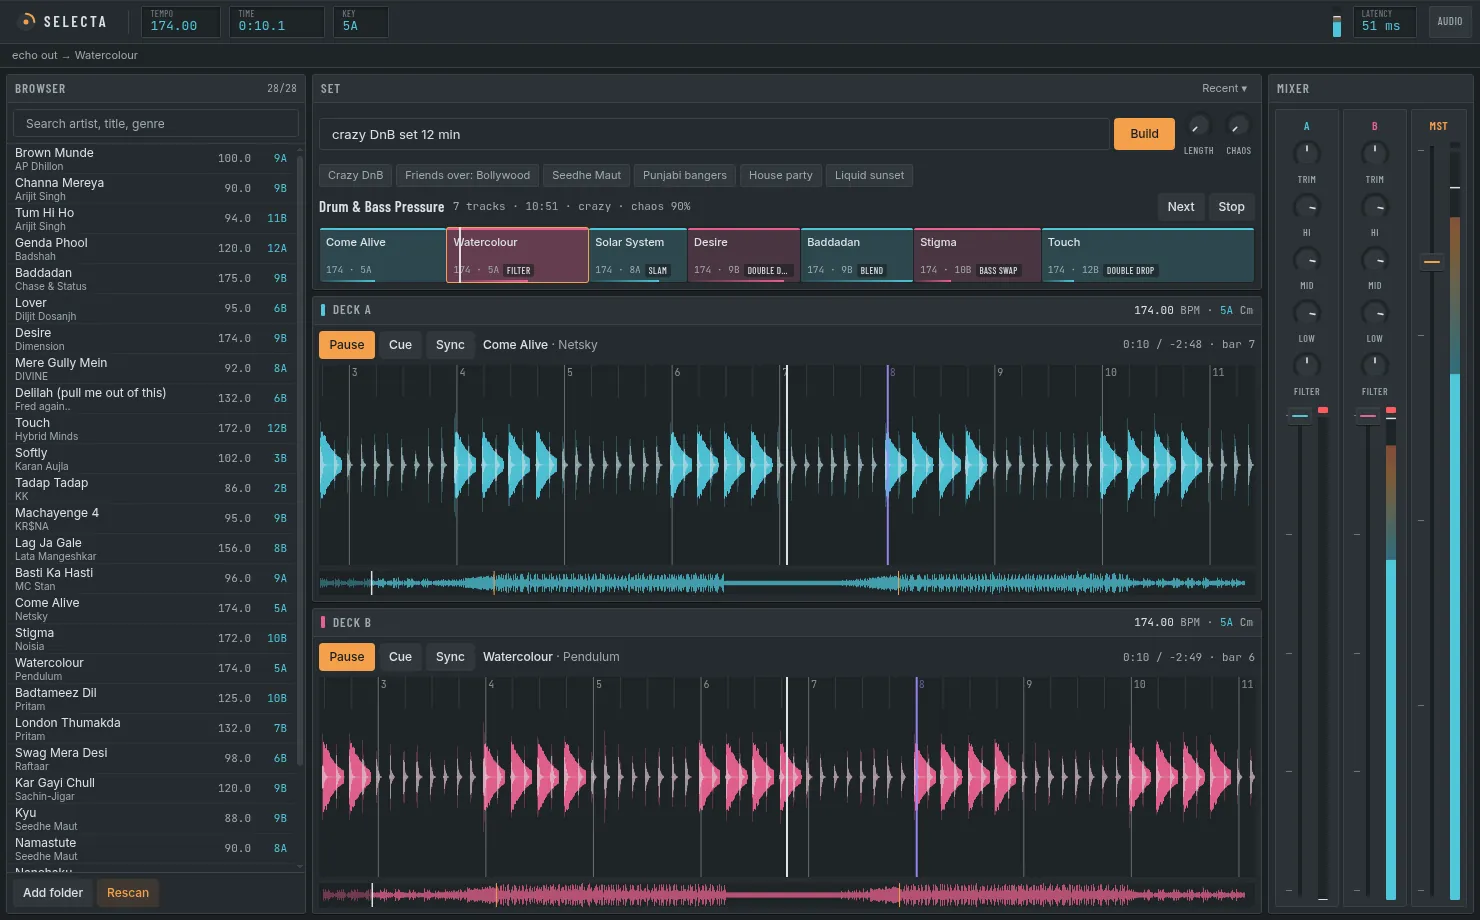 SELECTA
TEMPO
174.00
TIME
0:10.1
KEY
5A
LATENCY
51 ms
AUDIO
echo out → Watercolour
BROWSER 28/28
Search artist, title, genre
Brown Munde 100.0 9A
AP Dhillon
Channa Mereya 90.0 9B
Arijit Singh
Tum Hi Ho 94.0 11B
Arijit Singh
Genda Phool 120.0 12A
Badshah
Baddadan 175.0 9B
Chase & Status
Lover 95.0 6B
Diljit Dosanjh
Desire 174.0 9B
Dimension
Mere Gully Mein 92.0 8A
DIVINE
Delilah (pull me out of this) 132.0 6B
Fred again..
Touch 172.0 12B
Hybrid Minds
Softly 102.0 3B
Karan Aujla
Tadap Tadap 86.0 2B
KK
Machayenge 4 95.0 9B
KR$NA
Lag Ja Gale 156.0 8B
Lata Mangeshkar
Basti Ka Hasti 96.0 9A
MC Stan
Come Alive 174.0 5A
Netsky
Stigma 172.0 10B
Noisia
Watercolour 174.0 5A
Pendulum
Badtameez Dil 125.0 10B
Pritam
London Thumakda 132.0 7B
Pritam
Swag Mera Desi 98.0 6B
Raftaar
Kar Gayi Chull 120.0 9B
Sachin-Jigar
Kyu 88.0 9B
Seedhe Maut
Namastute 90.0 8A
Seedhe Maut
Add folder Rescan
SET Recent ▾
crazy DnB set 12 min
Build
LENGTH CHAOS
Crazy DnB Friends over: Bollywood Seedhe Maut Punjabi bangers House party Liquid sunset
Drum & Bass Pressure 7 tracks · 10:51 · crazy · chaos 90%
Next Stop
Come Alive
174 · 5A
Watercolour
174 · 5A FILTER
Solar System
174 · 8A SLAM
Desire
174 · 9B DOUBLE D...
Baddadan
174 · 9B BLEND
Stigma
174 · 10B BASS SWAP
Touch
174 · 12B DOUBLE DROP
DECK A 174.00 BPM · 5A Cm
Pause Cue Sync Come Alive · Netsky 0:10 / -2:48 · bar 7
3 4 5 6 7 8 9 10 11
DECK B 174.00 BPM · 5A Cm
Pause Cue Sync Watercolour · Pendulum 0:10 / -2:49 · bar 6
3 4 5 6 7 8 9 10 11
MIXER
A B MST
TRIM TRIM
HI HI
MID MID
LOW LOW
FILTER FILTER